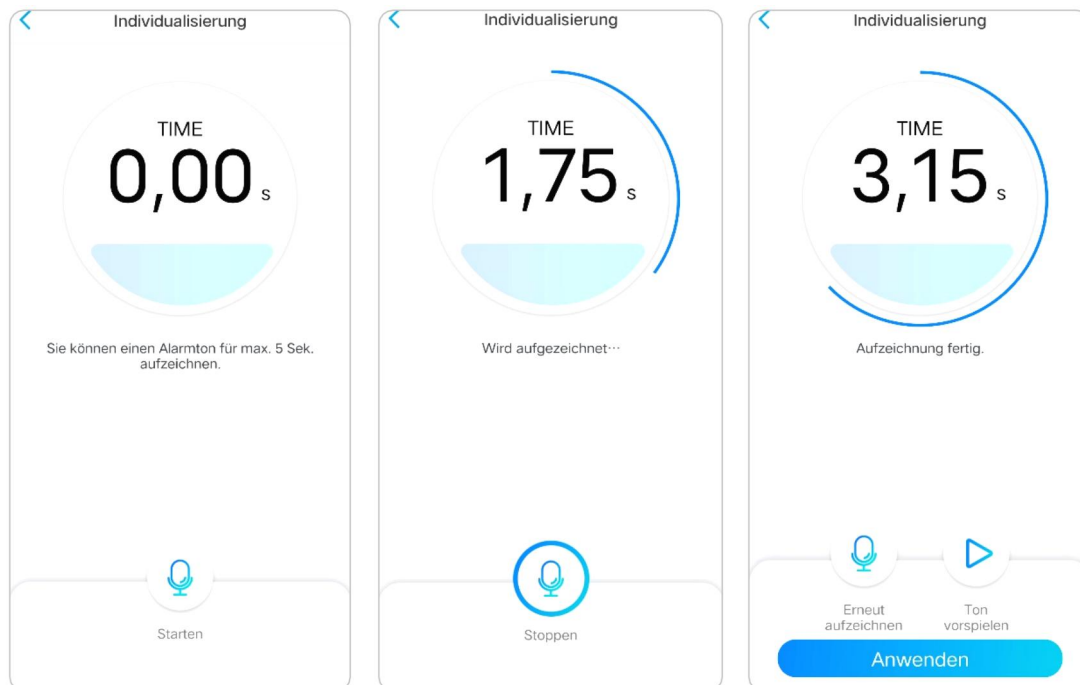 Individualisierung
TIME
0,00 s
Sie können einen Alarmton für max. 5 Sek.
aufzeichnen.
Starten
Individualisierung
TIME
1,75 s
Wird aufgezeichnet···
Stoppen
Individualisierung
TIME
3,15 s
Aufzeichnung fertig.
Erneut
aufzeichnen
Ton
vorspielen
Anwenden